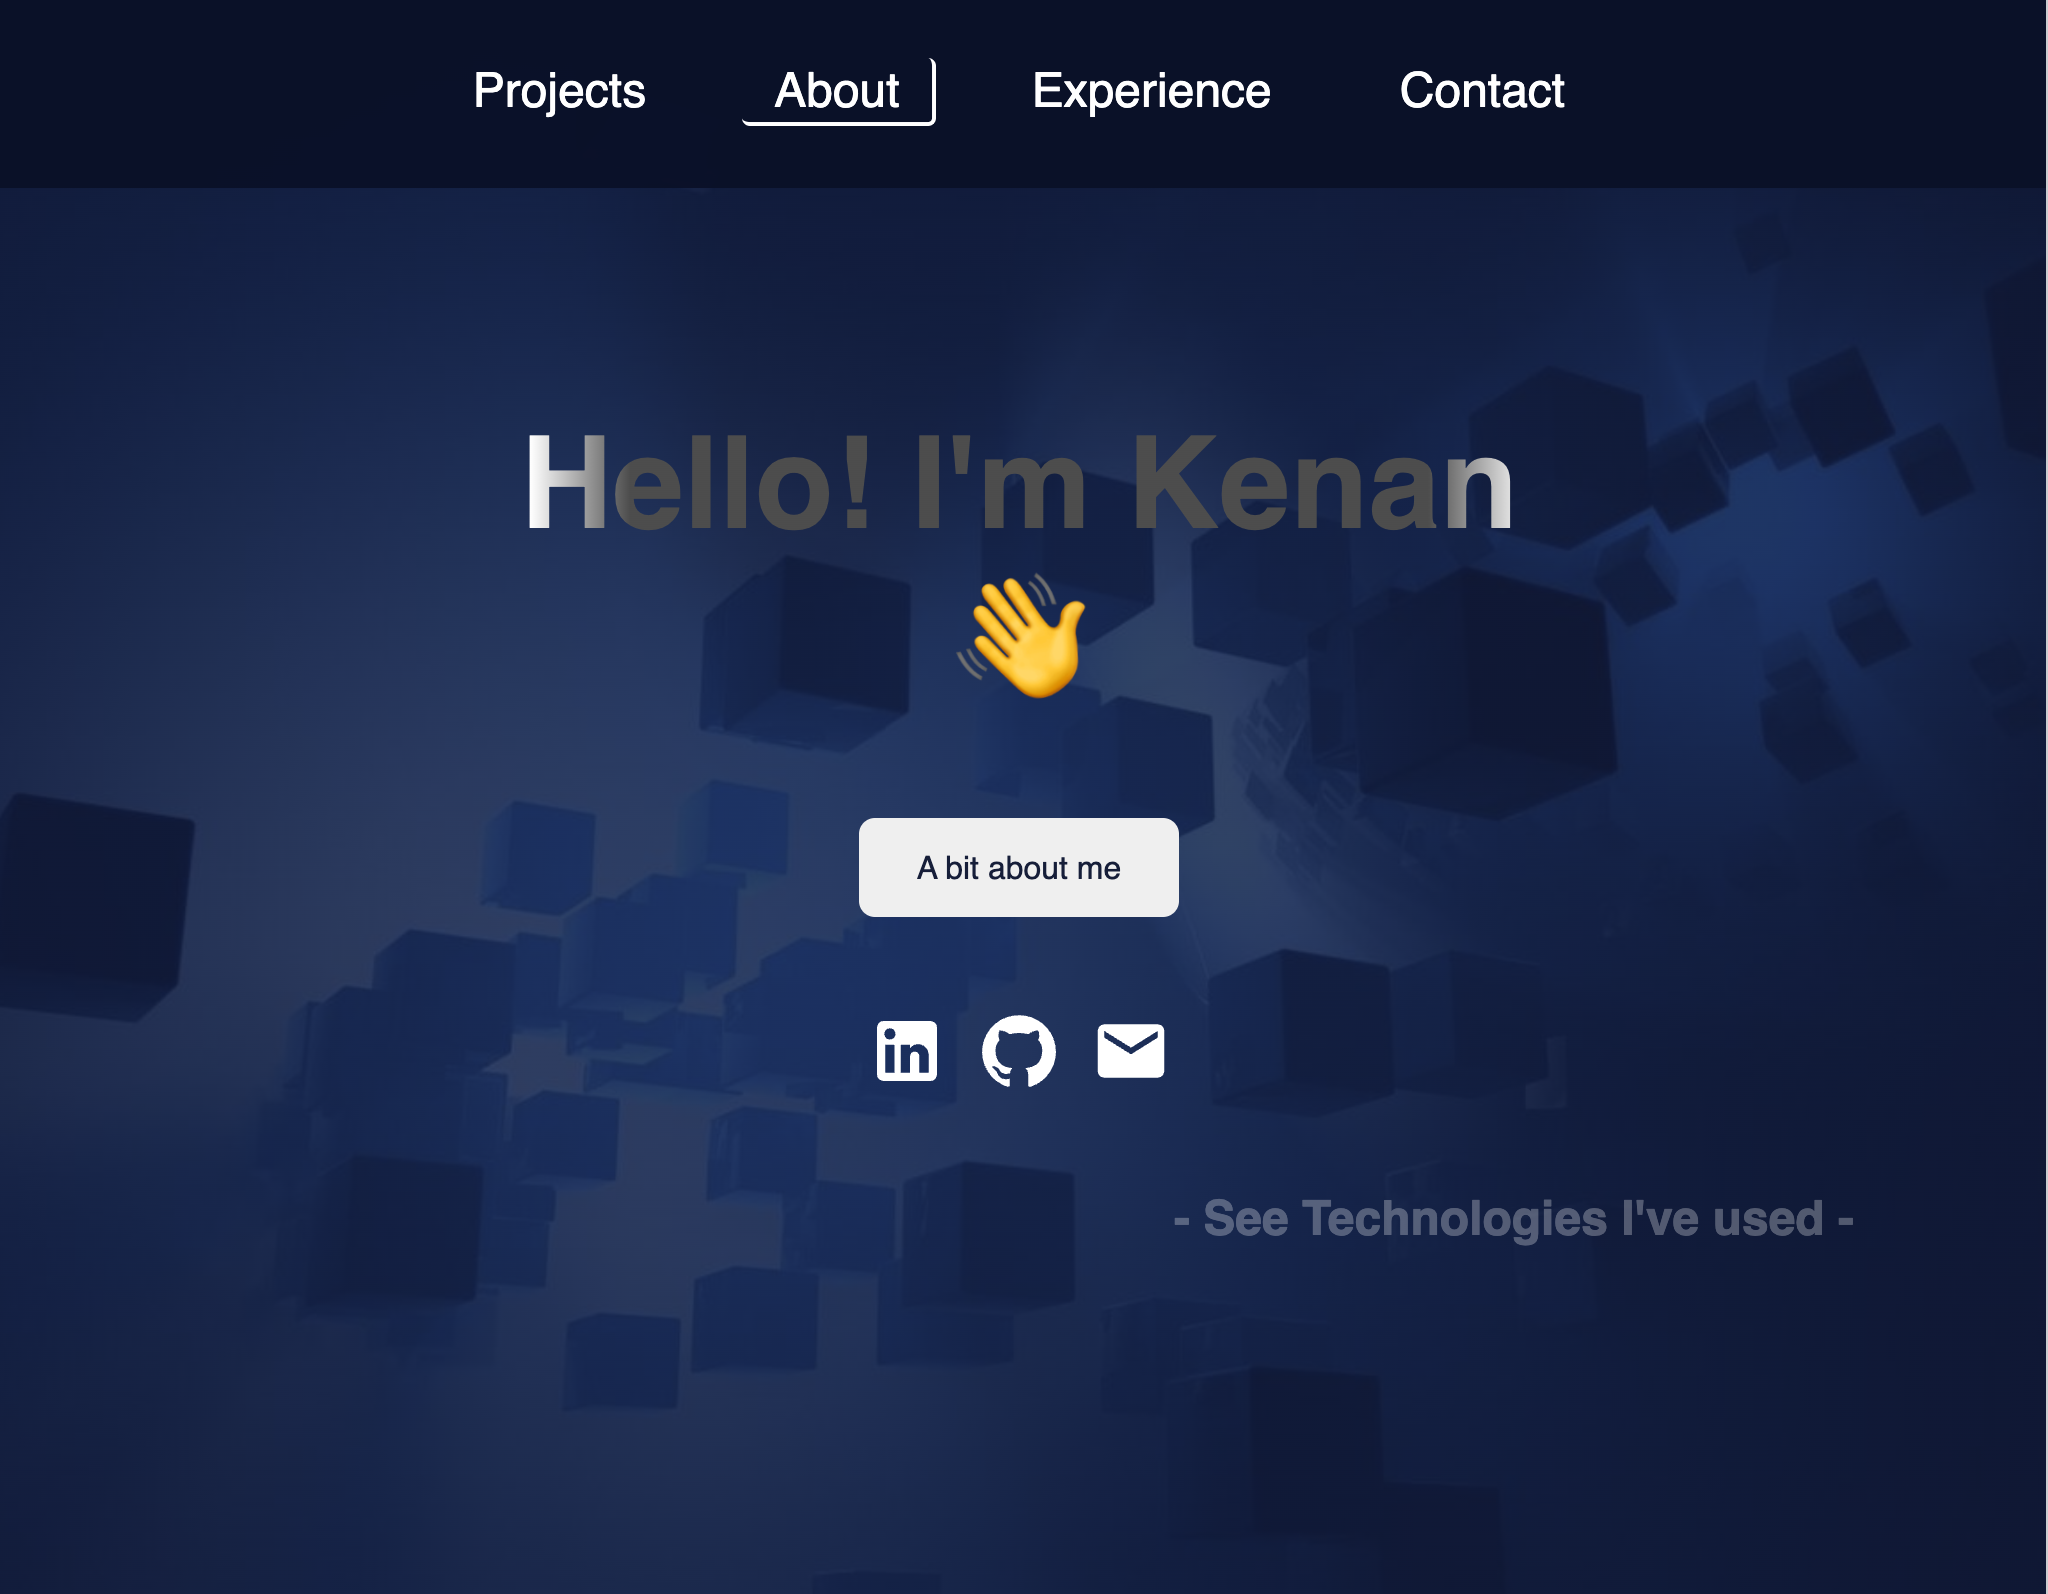 Projects About Experience Contact
Hello! I'm Kenan
👋
A bit about me
in
- See Technologies I've used -